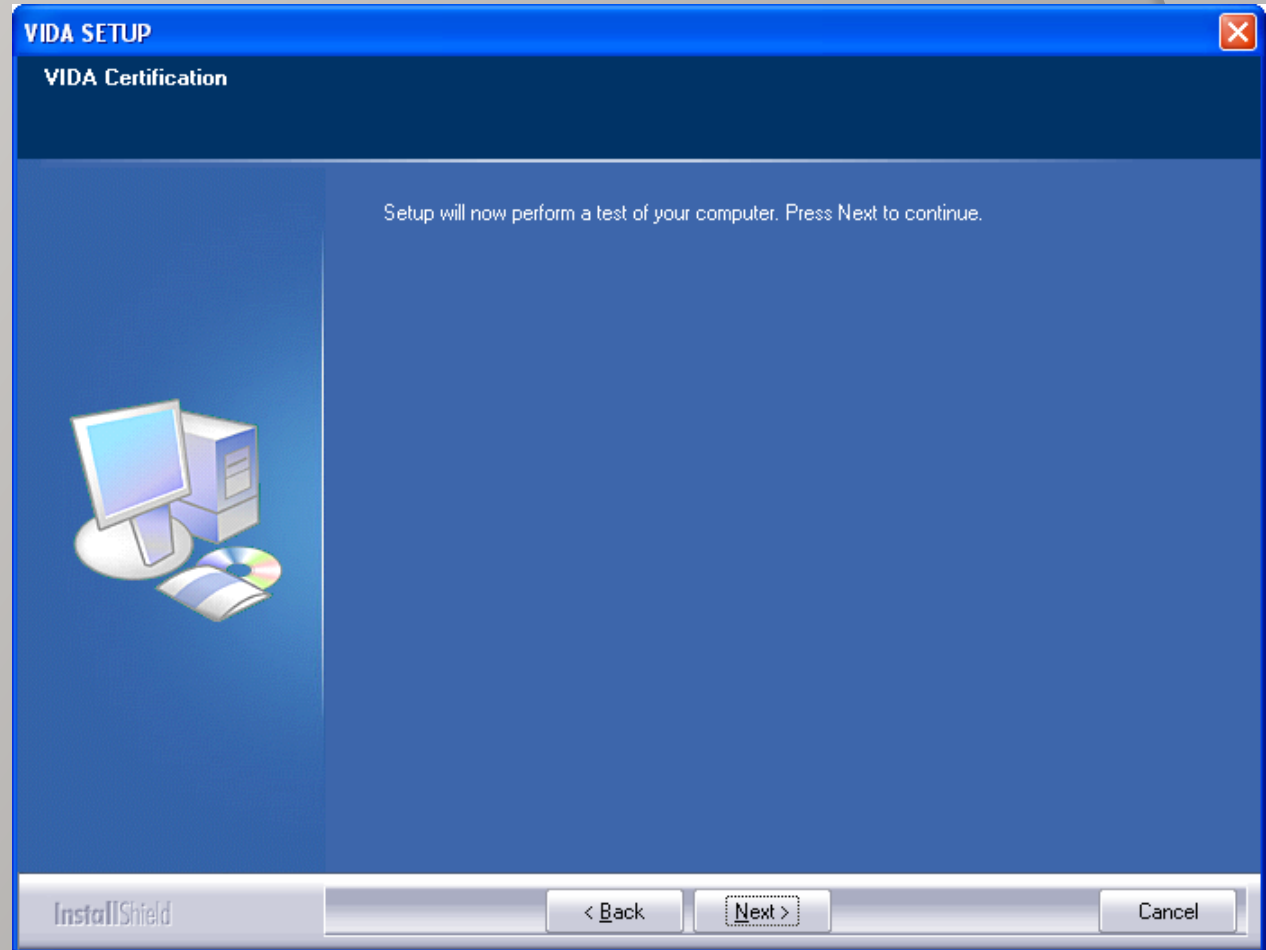 VIDA SETUP
VIDA Certification
Setup will now perform a test of your computer. Press Next to continue.
InstallShield
< Back
Next >
Cancel